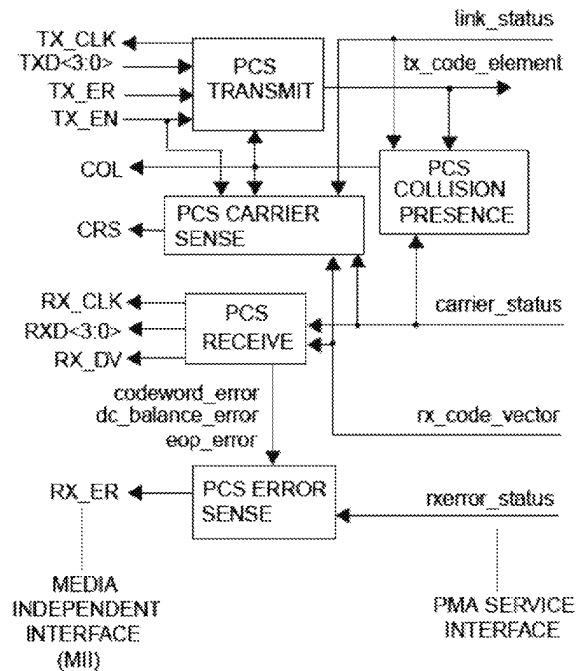 link_status
TX_CLK
TXD<3:0>
TX_ER
TX_EN
PCS
TRANSMIT
tx_code_element
COL
PCS
COLLISION
PRESENCE
CRS
PCS CARRIER
SENSE
RX_CLK
RXD<3:0>
RX_DV
PCS
RECEIVE
carrier_status
codeword_error
dc_balance_error
eop_error
rx_code_vector
RX_ER
PCS ERROR
SENSE
rxerror_status
MEDIA
INDEPENDENT
INTERFACE
(MII)
PMA SERVICE
INTERFACE